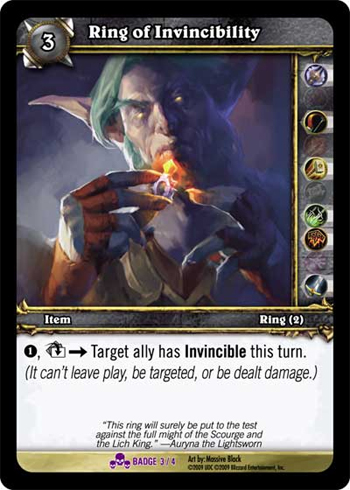 3 Ring of Invincibility
Item Ring (2)
1, → Target ally has Invincible this turn.
(It can't leave play, be targeted, or be dealt damage.)
"This ring will surely be put to the test
against the full might of the Scourge and
the Lich King." —Auryna the Lightsworn
BADGE 3/4
Art by: Massive Black
©2009 UDC ©2009 Blizzard Entertainment, Inc.